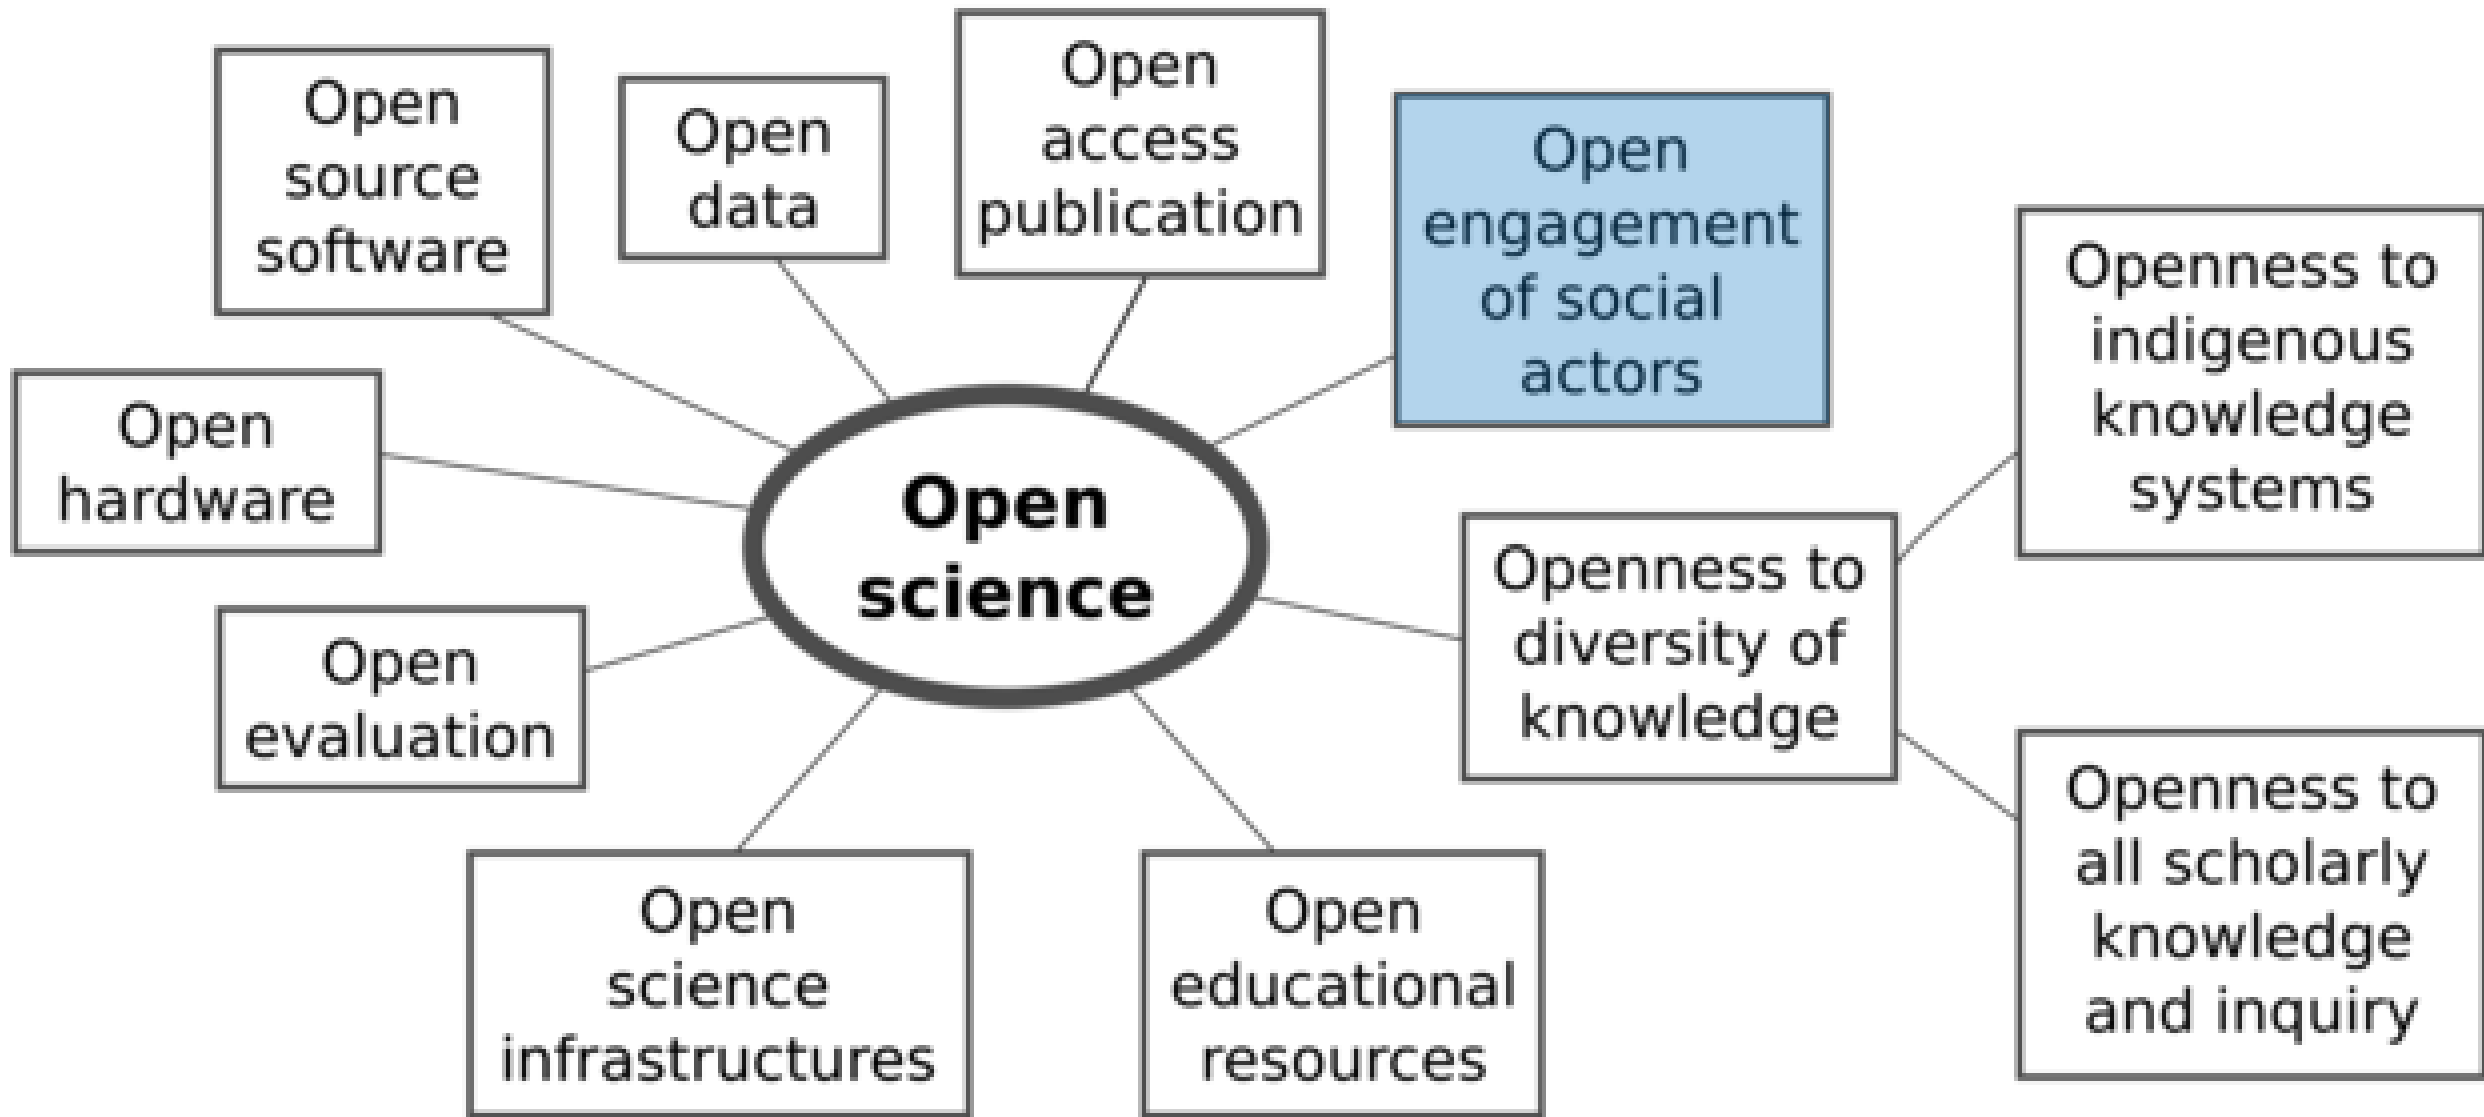 Open
source
software
Open
data
Open
access
publication
Open
engagement
of social
actors
Openness to
indigenous
knowledge
systems
Open
hardware
Open
science
Openness to
diversity of
knowledge
Open
evaluation
Openness to
all scholarly
knowledge
and inquiry
Open
science
infrastructures
Open
educational
resources